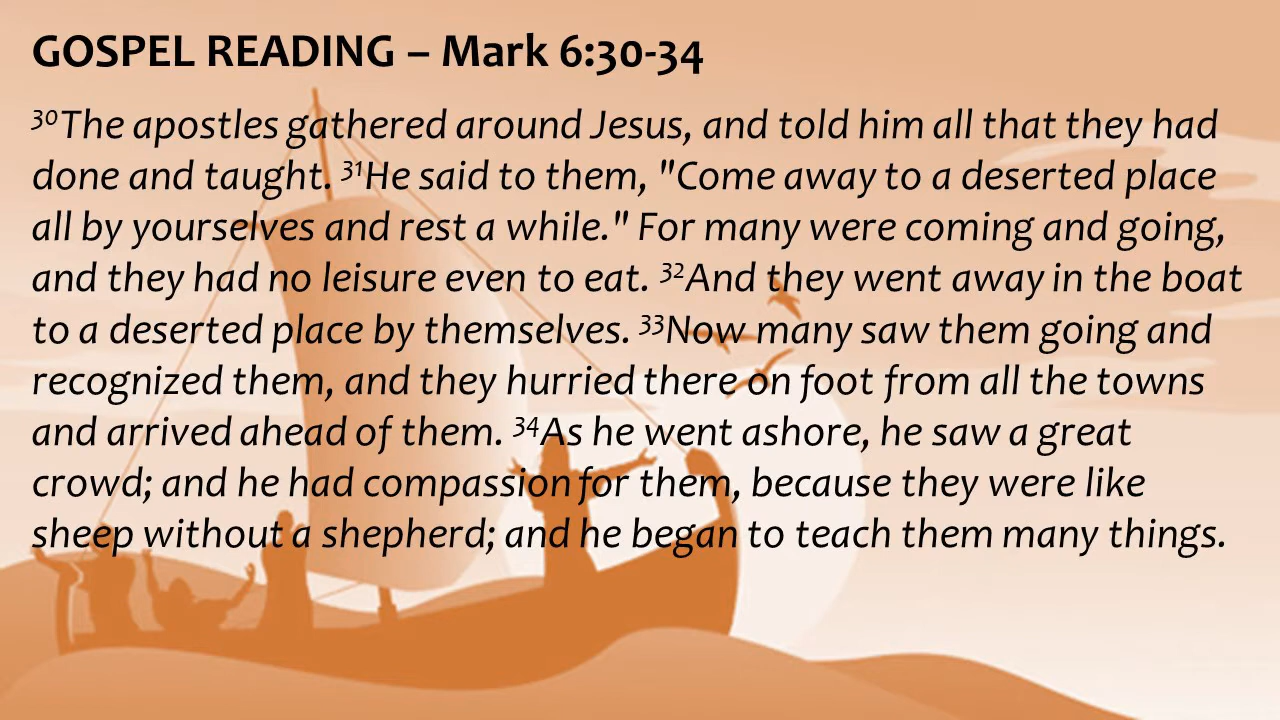 GOSPEL READING – Mark 6:30-34
³⁰The apostles gathered around Jesus, and told him all that they had
done and taught. ³¹He said to them, "Come away to a deserted place
all by yourselves and rest a while." For many were coming and going,
and they had no leisure even to eat. ³²And they went away in the boat
to a deserted place by themselves. ³³Now many saw them going and
recognized them, and they hurried there on foot from all the towns
and arrived ahead of them. ³⁴As he went ashore, he saw a great
crowd; and he had compassion for them, because they were like
sheep without a shepherd; and he began to teach them many things.